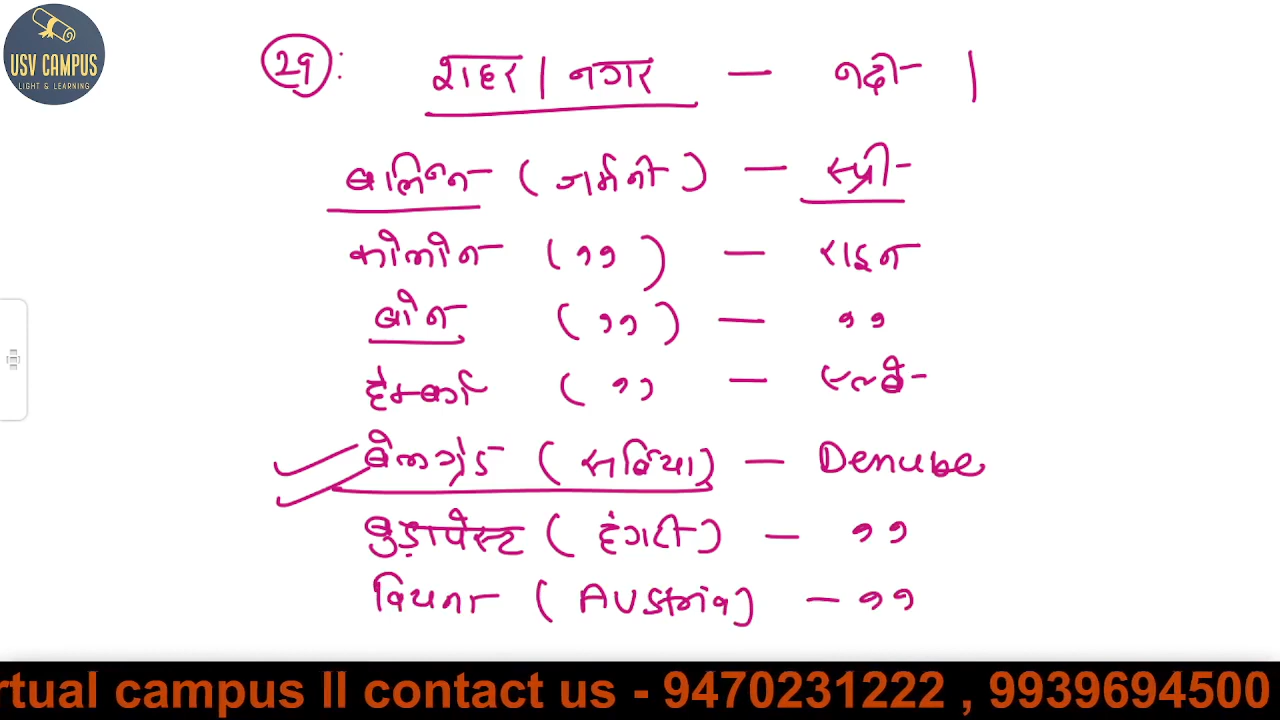 USV CAMPUS
LIGHT & LEARNING
29: शहर | नगर — नदी |
बर्लिन (जर्मनी) — स्प्री
कोलोन (,,) — राइन
बोन (,,) — ,,
हैम्बर्ग (,,) — एल्बे
बेलग्रेड (सर्बिया) — Denube
बुडापेस्ट (हंगरी) — ,,
वियना (Austria) — ,,
rtual campus II contact us - 9470231222 , 9939694500